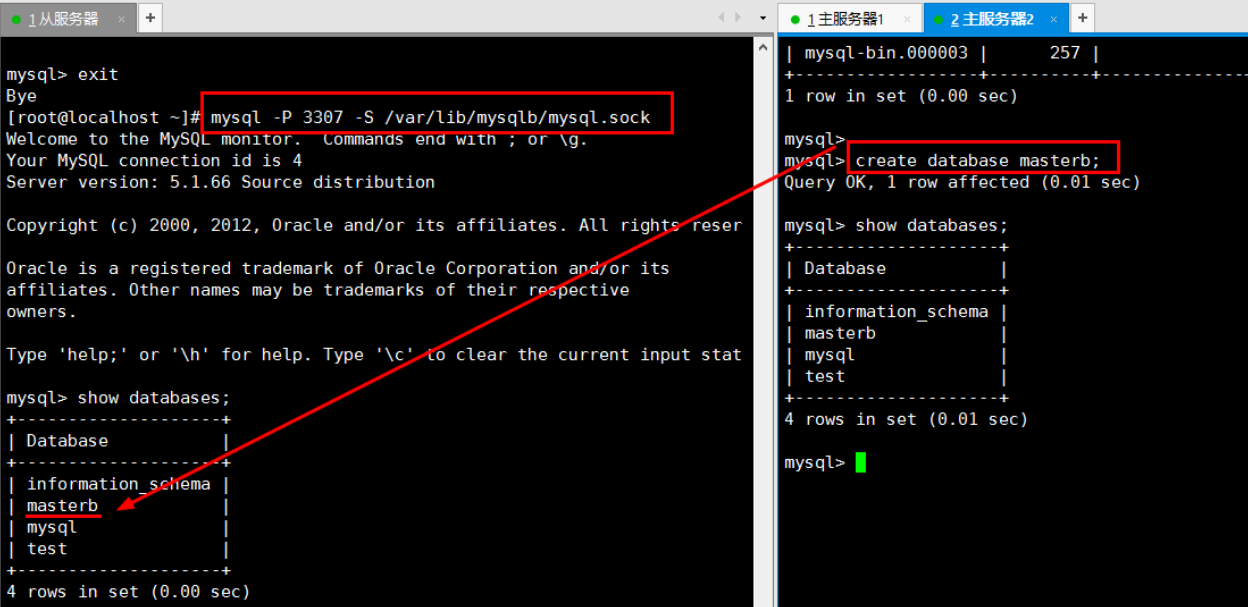 1 从服务器 × +
mysql> exit
Bye
[root@localhost ~]# mysql -P 3307 -S /var/lib/mysqlb/mysql.sock
Welcome to the MySQL monitor.  Commands end with ; or \g.
Your MySQL connection id is 4
Server version: 5.1.66 Source distribution
Copyright (c) 2000, 2012, Oracle and/or its affiliates. All rights reser
Oracle is a registered trademark of Oracle Corporation and/or its
affiliates. Other names may be trademarks of their respective
owners.
Type 'help;' or '\h' for help. Type '\c' to clear the current input stat
mysql> show databases;
+--------------------+
| Database           |
+--------------------+
| information_schema |
| masterb            |
| mysql              |
| test               |
+--------------------+
4 rows in set (0.00 sec)
1 主服务器1 × 2 主服务器2 × +
| mysql-bin.000003 |      257 |
+------------------+----------+---------------
1 row in set (0.00 sec)
mysql>
mysql> create database masterb;
Query OK, 1 row affected (0.01 sec)
mysql> show databases;
+--------------------+
| Database           |
+--------------------+
| information_schema |
| masterb            |
| mysql              |
| test               |
+--------------------+
4 rows in set (0.01 sec)
mysql>